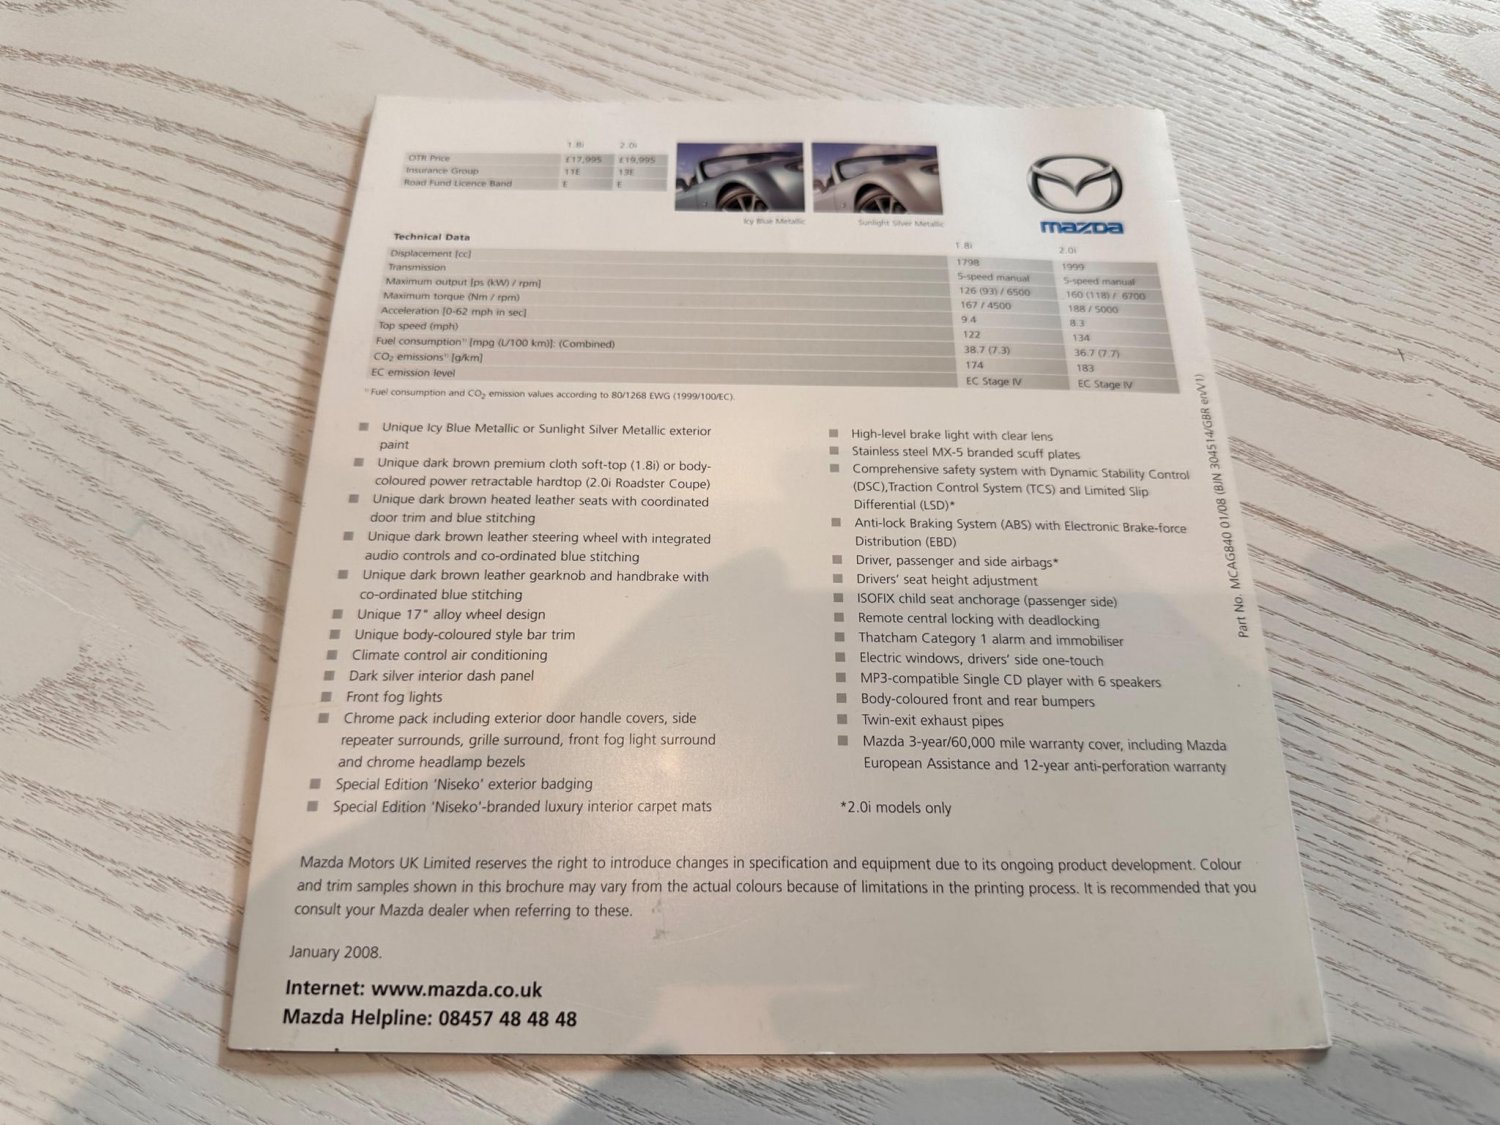 1.8i 2.0i
OTR Price £17,995 £19,995
Insurance Group 11E 13E
Road Fund Licence Band E E
Icy Blue Metallic
Sunlight Silver Metallic
mazda
Technical Data 1.8i 2.0i
Displacement [cc] 1798 1999
Transmission 5-speed manual 5-speed manual
Maximum output [ps (kW) / rpm] 126 (93) / 6500 160 (118) / 6700
Maximum torque (Nm / rpm) 167 / 4500 188 / 5000
Acceleration [0-62 mph in sec] 9.4 8.3
Top speed (mph) 122 134
Fuel consumption¹⁾ [mpg (L/100 km)]: (Combined) 38.7 (7.3) 36.7 (7.7)
CO₂ emissions¹⁾ [g/km] 174 183
EC emission level EC Stage IV EC Stage IV
¹⁾ Fuel consumption and CO₂ emission values according to 80/1268 EWG (1999/100/EC).
Unique Icy Blue Metallic or Sunlight Silver Metallic exterior
paint
Unique dark brown premium cloth soft-top (1.8i) or body-
coloured power retractable hardtop (2.0i Roadster Coupe)
Unique dark brown heated leather seats with coordinated
door trim and blue stitching
Unique dark brown leather steering wheel with integrated
audio controls and co-ordinated blue stitching
Unique dark brown leather gearknob and handbrake with
co-ordinated blue stitching
Unique 17" alloy wheel design
Unique body-coloured style bar trim
Climate control air conditioning
Dark silver interior dash panel
Front fog lights
Chrome pack including exterior door handle covers, side
repeater surrounds, grille surround, front fog light surround
and chrome headlamp bezels
Special Edition 'Niseko' exterior badging
Special Edition 'Niseko'-branded luxury interior carpet mats
High-level brake light with clear lens
Stainless steel MX-5 branded scuff plates
Comprehensive safety system with Dynamic Stability Control
(DSC),Traction Control System (TCS) and Limited Slip
Differential (LSD)*
Anti-lock Braking System (ABS) with Electronic Brake-force
Distribution (EBD)
Driver, passenger and side airbags*
Drivers' seat height adjustment
ISOFIX child seat anchorage (passenger side)
Remote central locking with deadlocking
Thatcham Category 1 alarm and immobiliser
Electric windows, drivers' side one-touch
MP3-compatible Single CD player with 6 speakers
Body-coloured front and rear bumpers
Twin-exit exhaust pipes
Mazda 3-year/60,000 mile warranty cover, including Mazda
European Assistance and 12-year anti-perforation warranty
*2.0i models only
Part No. MCAG840 01/08 (BJN 304514/GBR en/V1)
Mazda Motors UK Limited reserves the right to introduce changes in specification and equipment due to its ongoing product development. Colour
and trim samples shown in this brochure may vary from the actual colours because of limitations in the printing process. It is recommended that you
consult your Mazda dealer when referring to these.
January 2008.
Internet: www.mazda.co.uk
Mazda Helpline: 08457 48 48 48